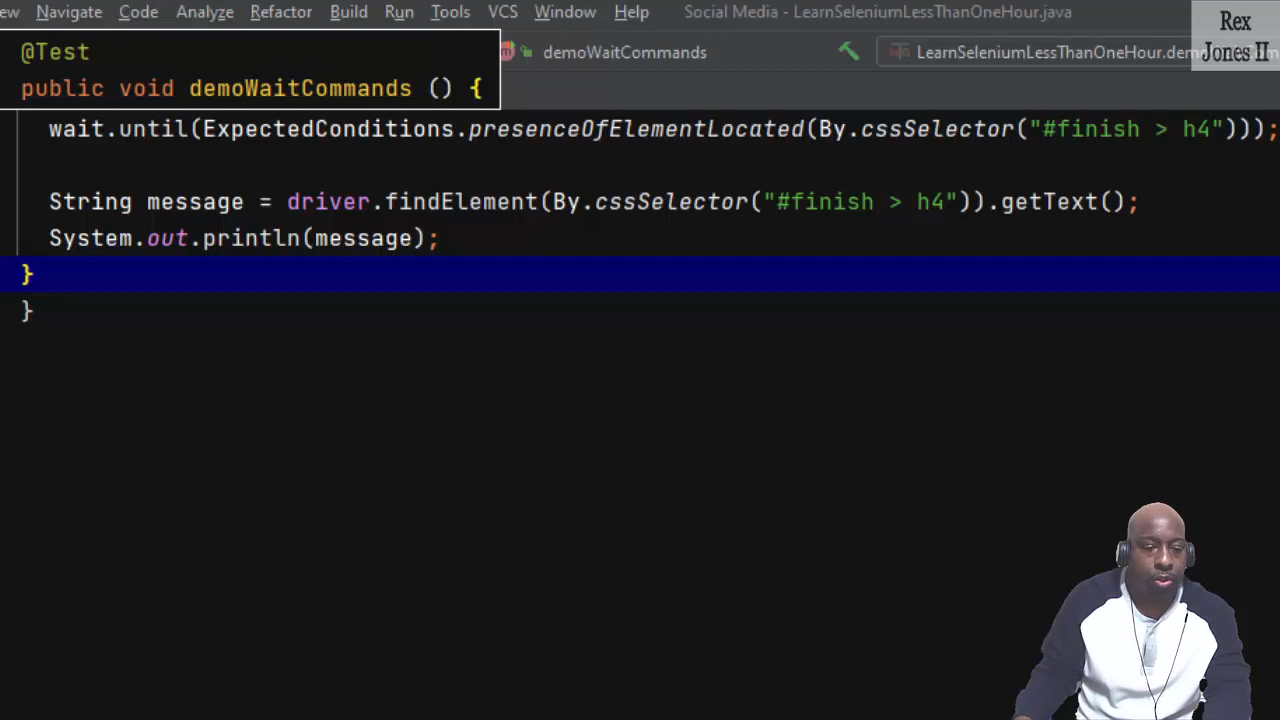 ew Navigate Code Analyze Refactor Build Run Tools VCS Window Help Social Media - LearnSeleniumLessThanOneHour.java
Rex
Jones II
@Test
demoWaitCommands
LearnSeleniumLessThanOneHour.dem
public void demoWaitCommands () {
wait.until(ExpectedConditions.presenceOfElementLocated(By.cssSelector("#finish > h4")));
String message = driver.findElement(By.cssSelector("#finish > h4")).getText();
System.out.println(message);
}
}